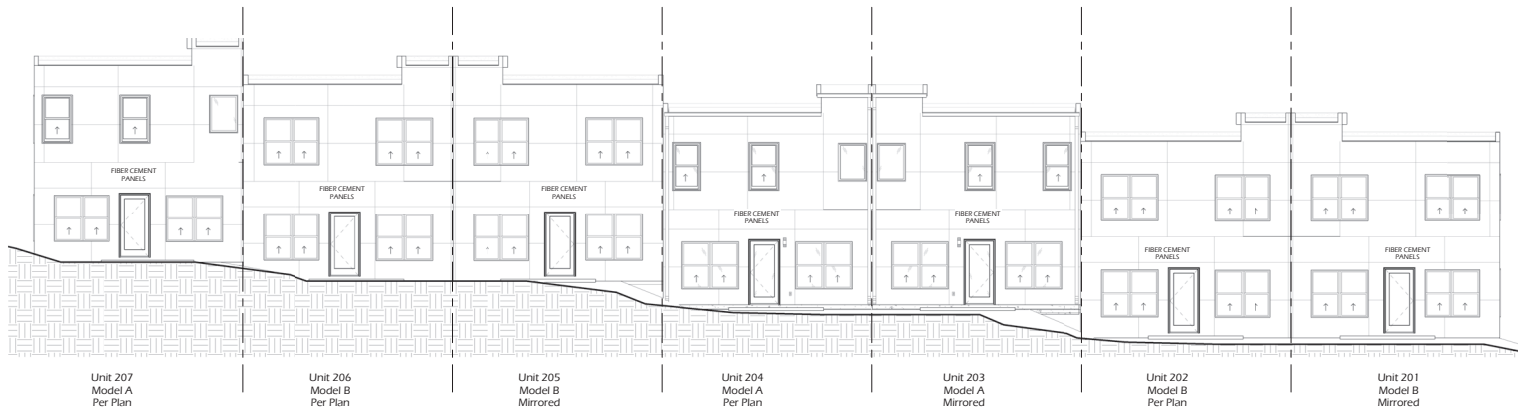 FIBER CEMENT
PANELS
FIBER CEMENT
PANELS
FIBER CEMENT
PANELS
FIBER CEMENT
PANELS
FIBER CEMENT
PANELS
FIBER CEMENT
PANELS
FIBER CEMENT
PANELS
Unit 207
Model A
Per Plan
Unit 206
Model B
Per Plan
Unit 205
Model B
Mirrored
Unit 204
Model A
Per Plan
Unit 203
Model A
Mirrored
Unit 202
Model B
Per Plan
Unit 201
Model B
Mirrored